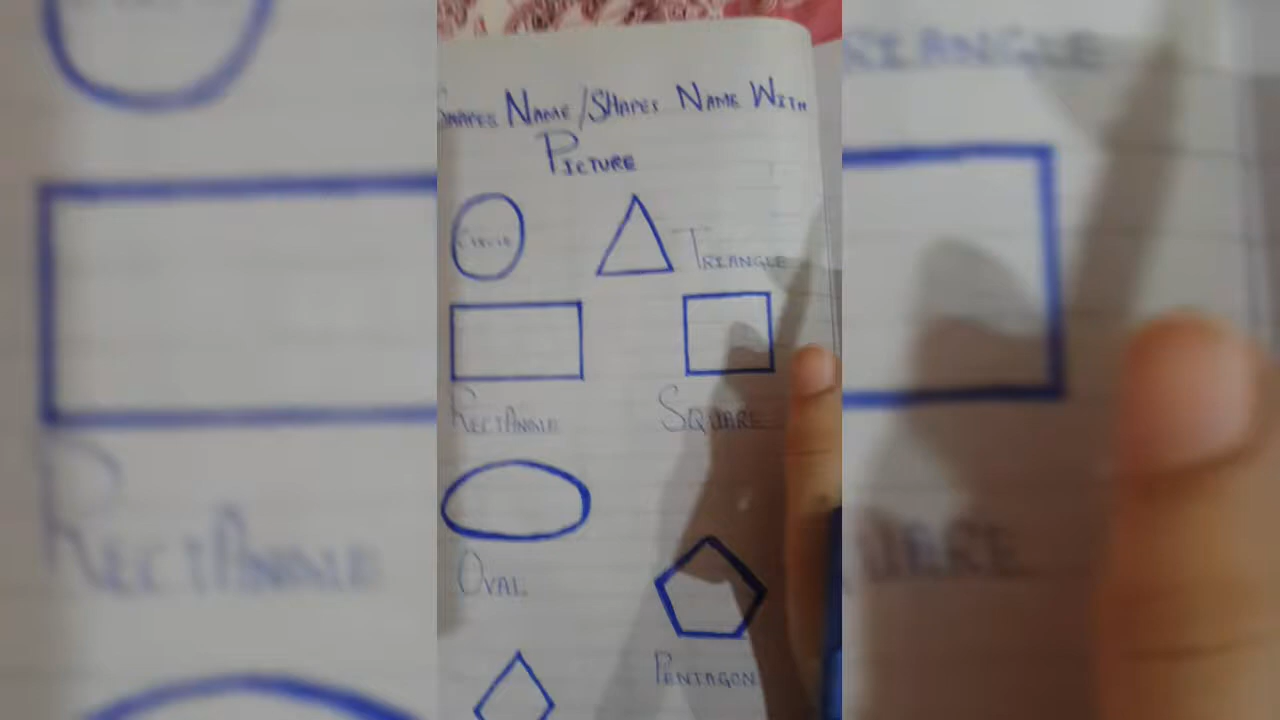 Shapes Name/Shapes Name With
Picture
Circle
Triangle
Rectangle
Square
Oval
Pentagon